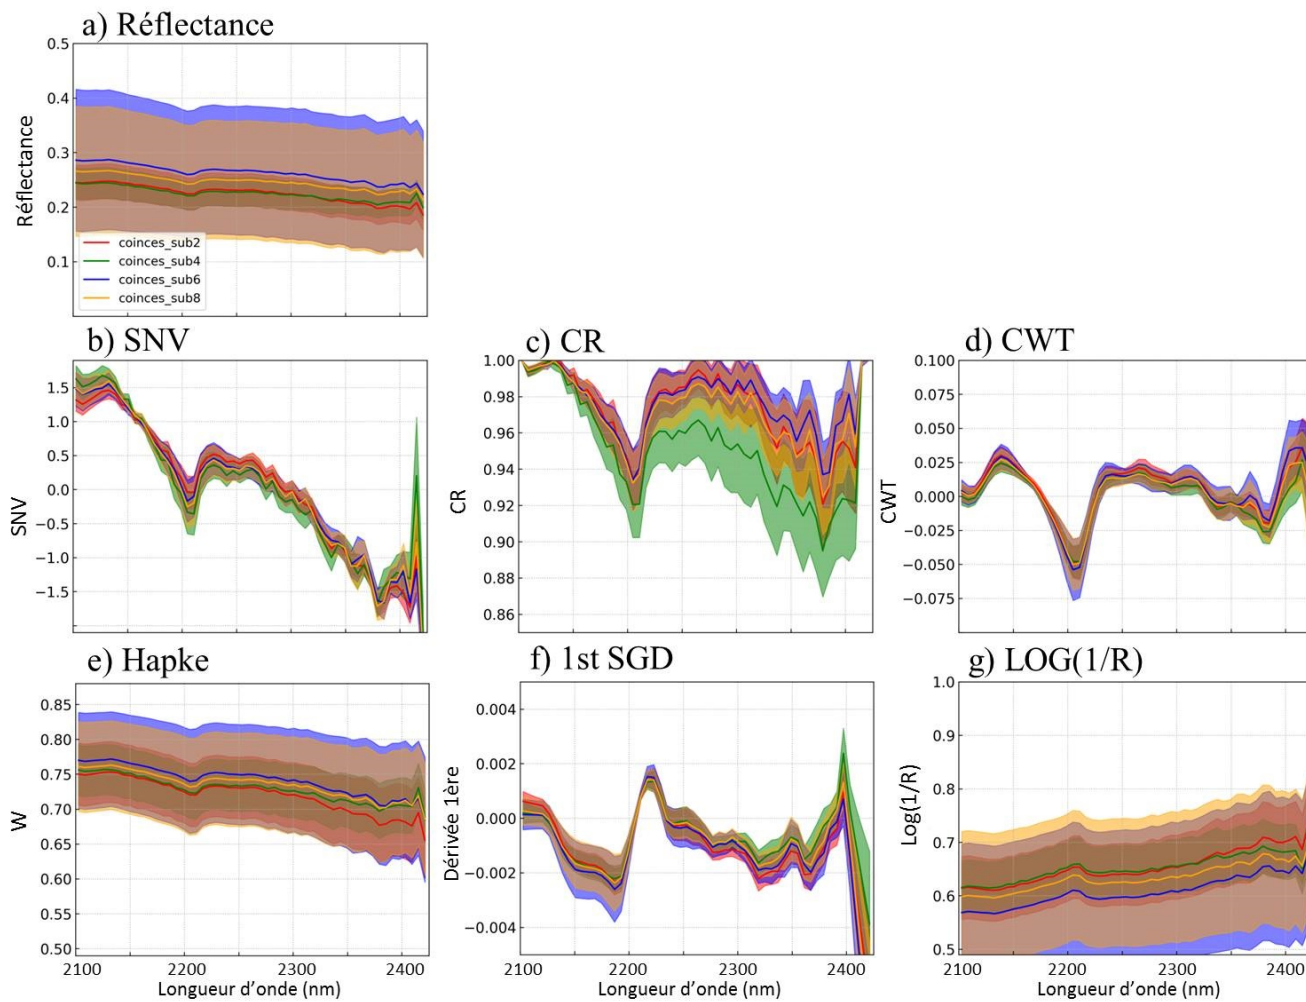 a) Réflectance
0.5
0.4
0.3
0.2
0.1
Réflectance
coinces_sub2
coinces_sub4
coinces_sub6
coinces_sub8
b) SNV
1.5
1.0
0.5
0.0
−0.5
−1.0
−1.5
SNV
c) CR
1.00
0.98
0.96
0.94
0.92
0.90
0.88
0.86
CR
d) CWT
0.100
0.075
0.050
0.025
0.000
−0.025
−0.050
−0.075
CWT
e) Hapke
0.85
0.80
0.75
0.70
0.65
0.60
0.55
0.50
W
2100 2200 2300 2400
Longueur d’onde (nm)
f) 1st SGD
0.004
0.002
0.000
−0.002
−0.004
Dérivée 1ère
2100 2200 2300 2400
Longueur d’onde (nm)
g) LOG(1/R)
1.0
0.9
0.8
0.7
0.6
0.5
Log(1/R)
2100 2200 2300 2400
Longueur d’onde (nm)